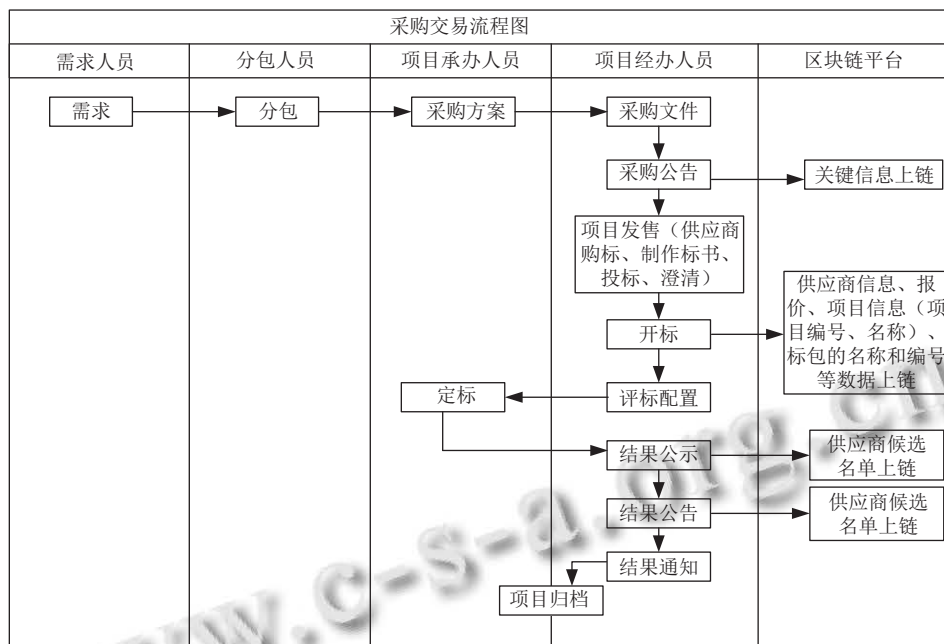 采购交易流程图
需求人员
分包人员
项目承办人员
项目经办人员
区块链平台
需求
分包
采购方案
采购文件
采购公告
关键信息上链
项目发售（供应商
购标、制作标书、
投标、澄清）
供应商信息、报
价、项目信息（项
目编号、名称）、
标包的名称和编号
等数据上链
开标
定标
评标配置
结果公示
供应商候选
名单上链
结果公告
供应商候选
名单上链
结果通知
项目归档
www.c-s-a.org.cn